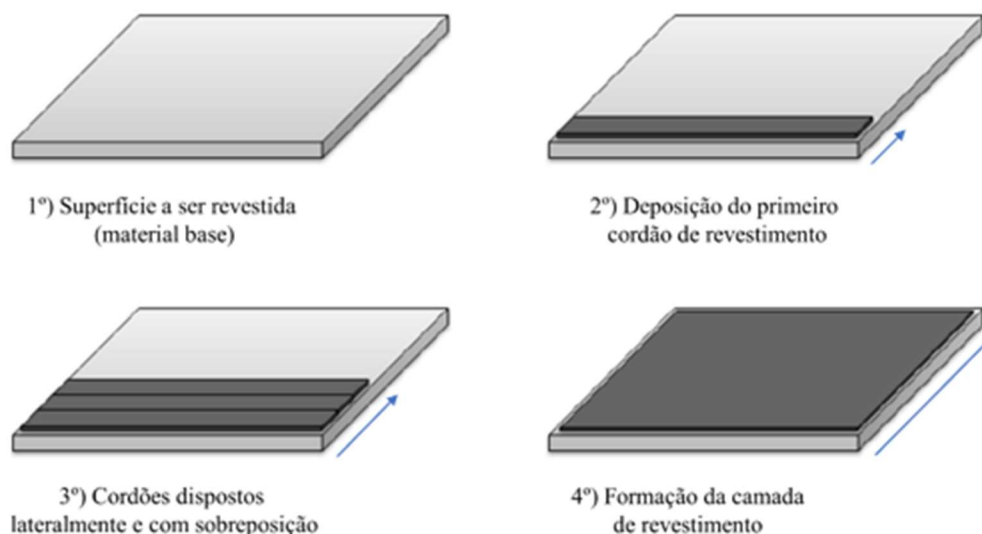 1º) Superfície a ser revestida
(material base)
2º) Deposição do primeiro
cordão de revestimento
3º) Cordões dispostos
lateralmente e com sobreposição
4º) Formação da camada
de revestimento